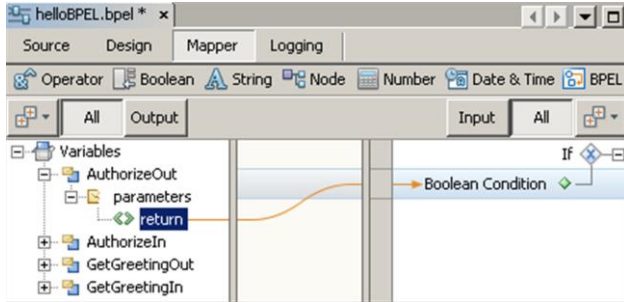 helloBPEL.bpel * x
Source Design Mapper Logging
Operator Boolean String Node Number Date & Time BPEL
All Output Input All
Variables If
AuthorizeOut Boolean Condition
parameters
return
AuthorizeIn
GetGreetingOut
GetGreetingIn